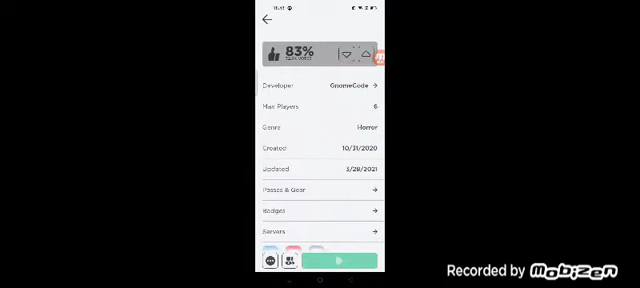 83%
Developer GnomeCode
Max Players 6
Genre Horror
Created 10/31/2020
Updated 3/28/2021
Passes & Gear
Badges
Servers
Recorded by Mobizen